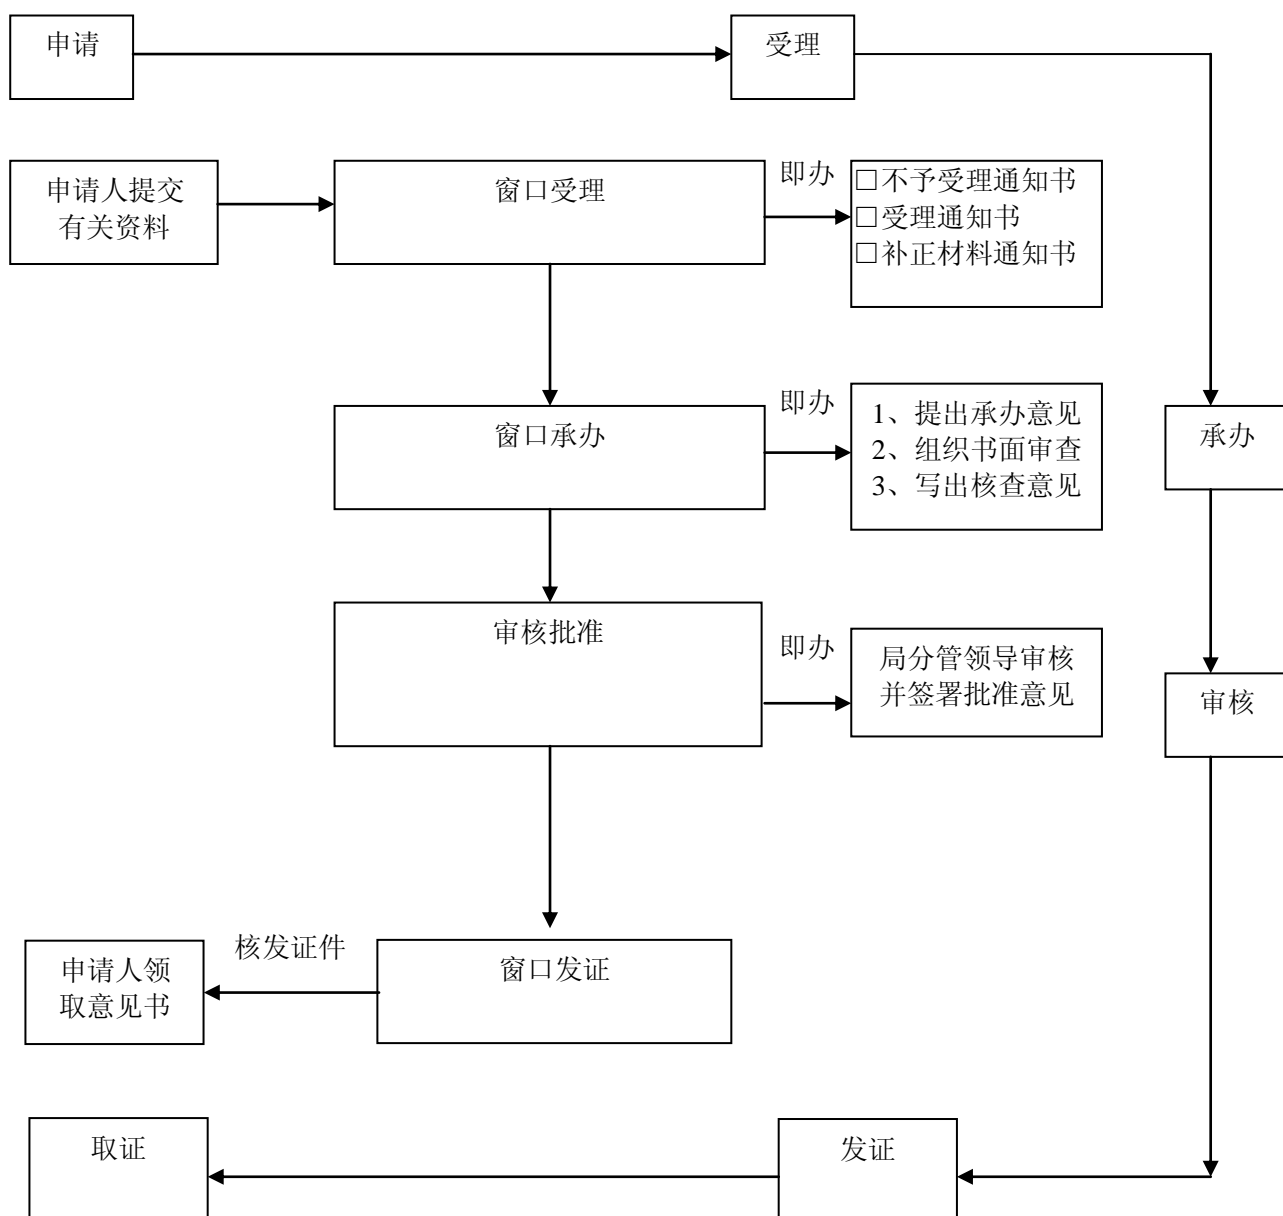 申请
受理
申请人提交
有关资料
窗口受理
即办
□不予受理通知书
□受理通知书
□补正材料通知书
窗口承办
即办
1、提出承办意见
2、组织书面审查
3、写出核查意见
承办
审核批准
即办
局分管领导审核
并签署批准意见
审核
申请人领
取意见书
核发证件
窗口发证
取证
发证